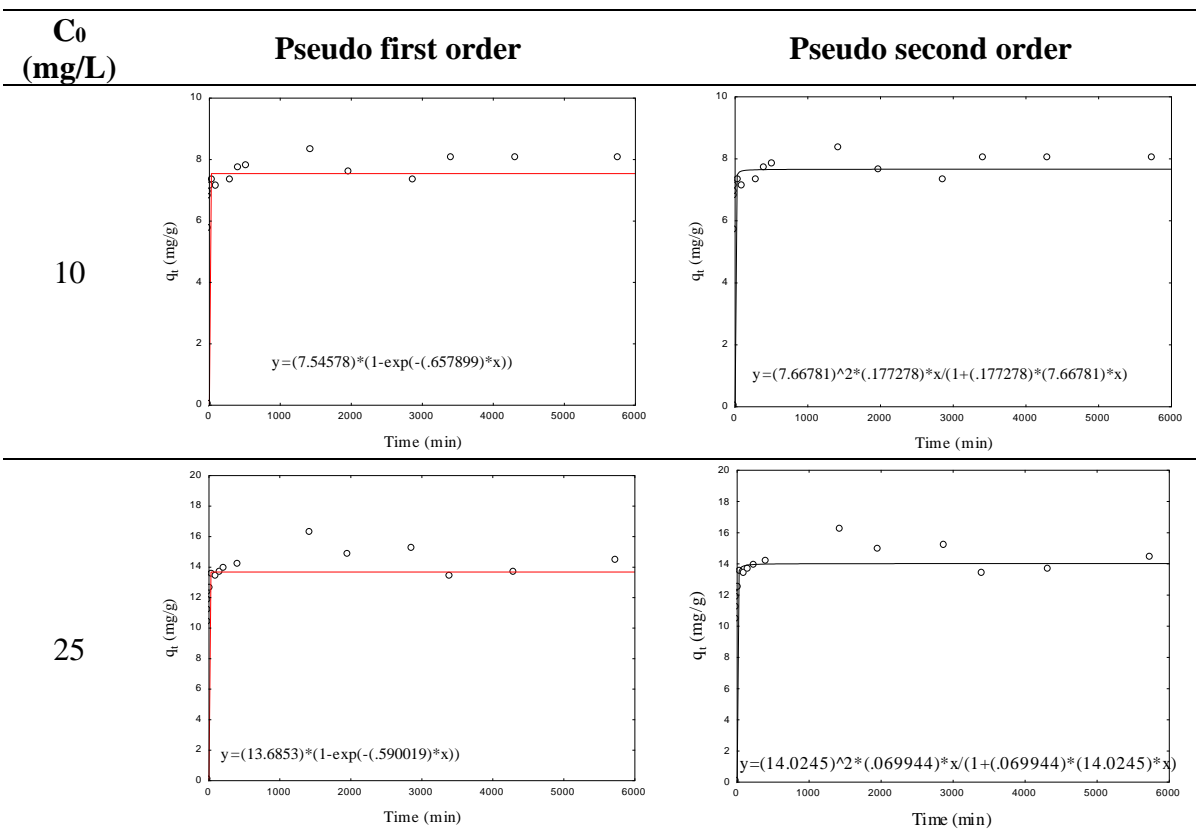 C₀ (mg/L)
Pseudo first order
Pseudo second order
10
10
8
6
4
2
0
qₜ (mg/g)
y=(7.54578)*(1-exp(-(.657899)*x))
0 1000 2000 3000 4000 5000 6000
Time (min)
10
8
6
4
2
0
qₜ (mg/g)
y=(7.66781)^2*(.177278)*x/(1+(.177278)*(7.66781)*x)
0 1000 2000 3000 4000 5000 6000
Time (min)
25
20
18
16
14
12
10
8
6
4
2
0
qₜ (mg/g)
y=(13.6853)*(1-exp(-(.590019)*x))
0 1000 2000 3000 4000 5000 6000
Time (min)
20
18
16
14
12
10
8
6
4
2
0
qₜ (mg/g)
y=(14.0245)^2*(.069944)*x/(1+(.069944)*(14.0245)*x)
0 1000 2000 3000 4000 5000 6000
Time (min)